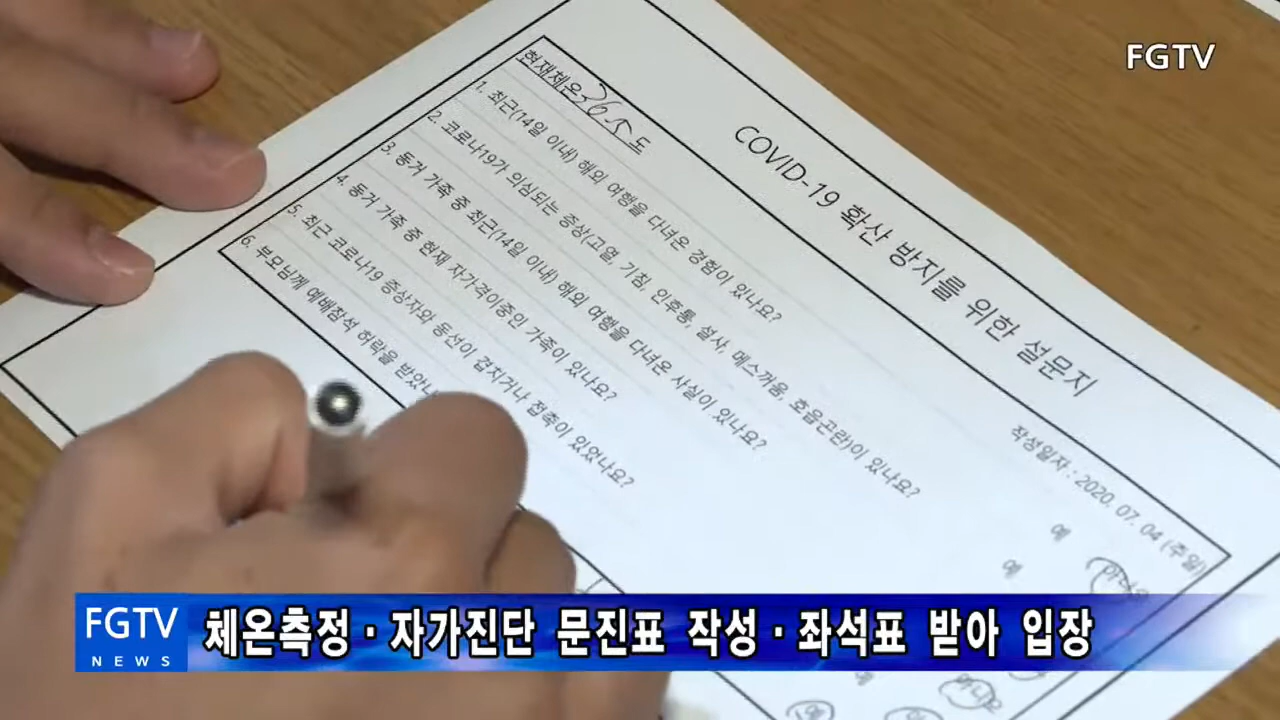 FGTV
COVID-19 확산 방지를 위한 설문지
작성일자 : 2020. 07. 04 (주일)
현재체온 36.5 도
1. 최근(14일 이내) 해외 여행을 다녀온 경험이 있나요?
2. 코로나19가 의심되는 증상(고열, 기침, 인후통, 설사, 메스꺼움, 호흡곤란)이 있나요?
3. 동거 가족 중 최근(14일 이내) 해외 여행을 다녀온 사실이 있나요?
4. 동거 가족 중 현재 자가격이중인 가족이 있나요?
5. 최근 코로나19 증상자와 동선이 겹치거나 접촉이 있었나요?
6. 부모님께 예배참석 허락을 받았나
예 아니오
예
예 아니오
예
FGTV
NEWS
체온측정·자가진단 문진표 작성·좌석표 받아 입장